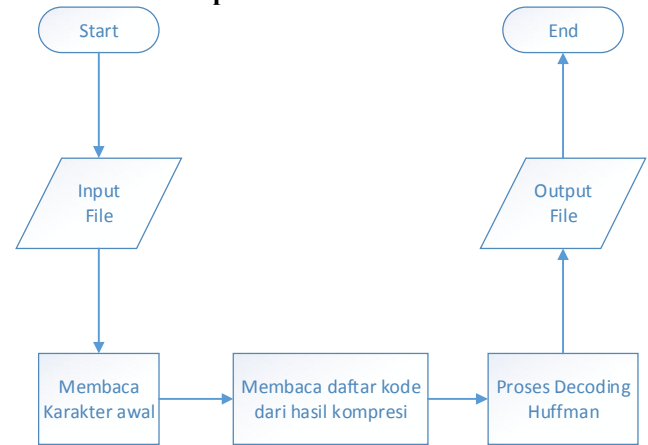 Start
Input
File
Membaca
Karakter awal
Membaca daftar kode
dari hasil kompresi
Proses Decoding
Huffman
Output
File
End